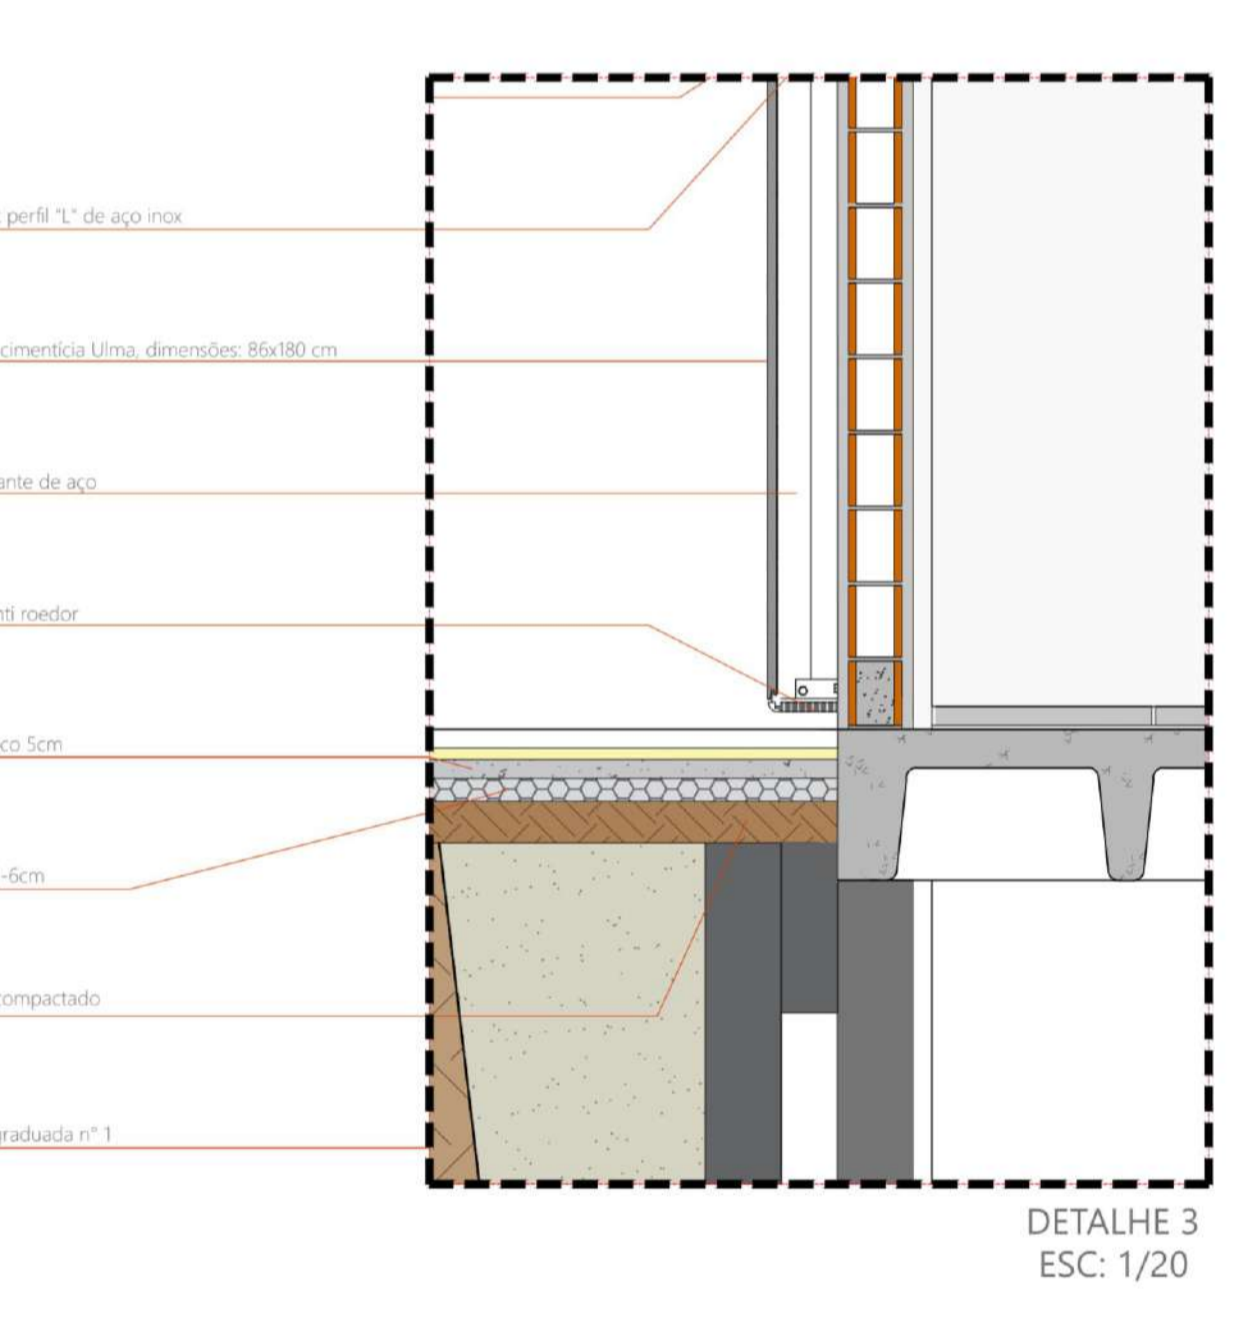 perfil "L" de aço inox
cimentícia Ulma, dimensões: 86x180 cm
ante de aço
nti roedor
co 5cm
-6cm
compactado
graduada n° 1
DETALHE 3
ESC: 1/20